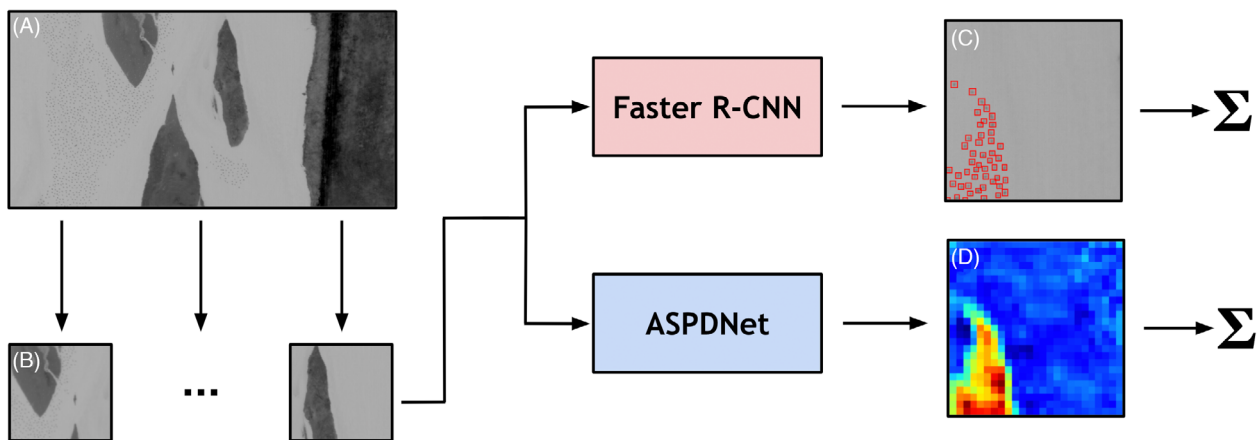 (A)
(B)
...
Faster R-CNN
(C)
Σ
ASPDNet
(D)
Σ